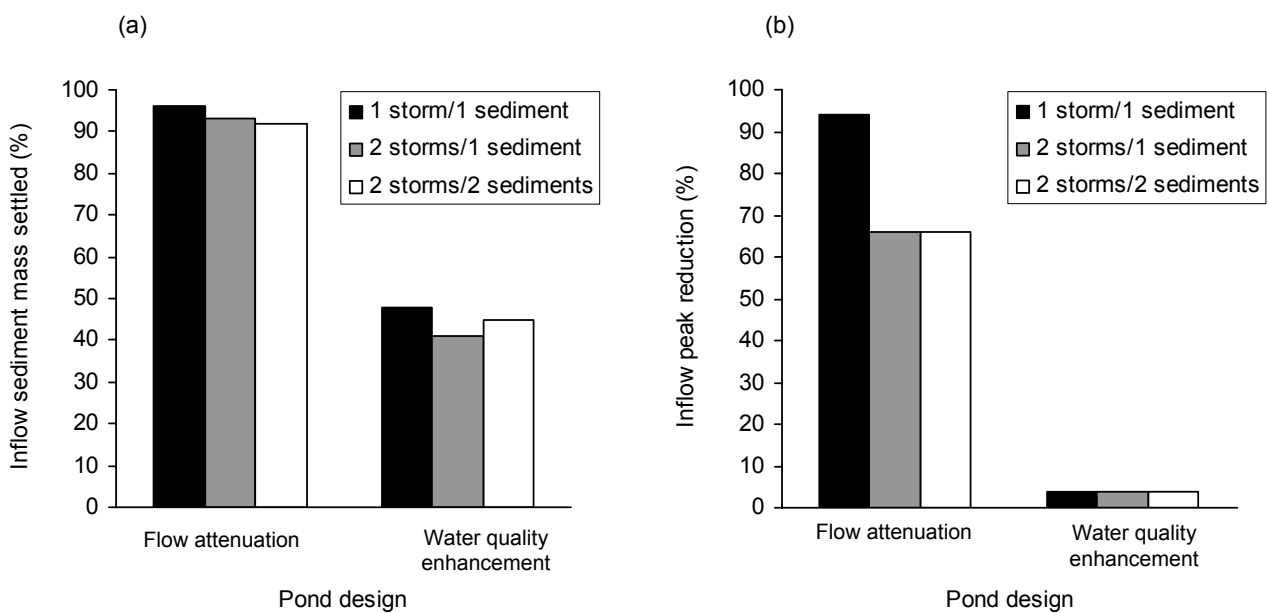 (a)
Inflow sediment mass settled (%)
100
90
80
70
60
50
40
30
20
10
0
1 storm/1 sediment
2 storms/1 sediment
2 storms/2 sediments
Flow attenuation
Water quality
enhancement
Pond design
(b)
Inflow peak reduction (%)
100
90
80
70
60
50
40
30
20
10
0
1 storm/1 sediment
2 storms/1 sediment
2 storms/2 sediments
Flow attenuation
Water quality
enhancement
Pond design